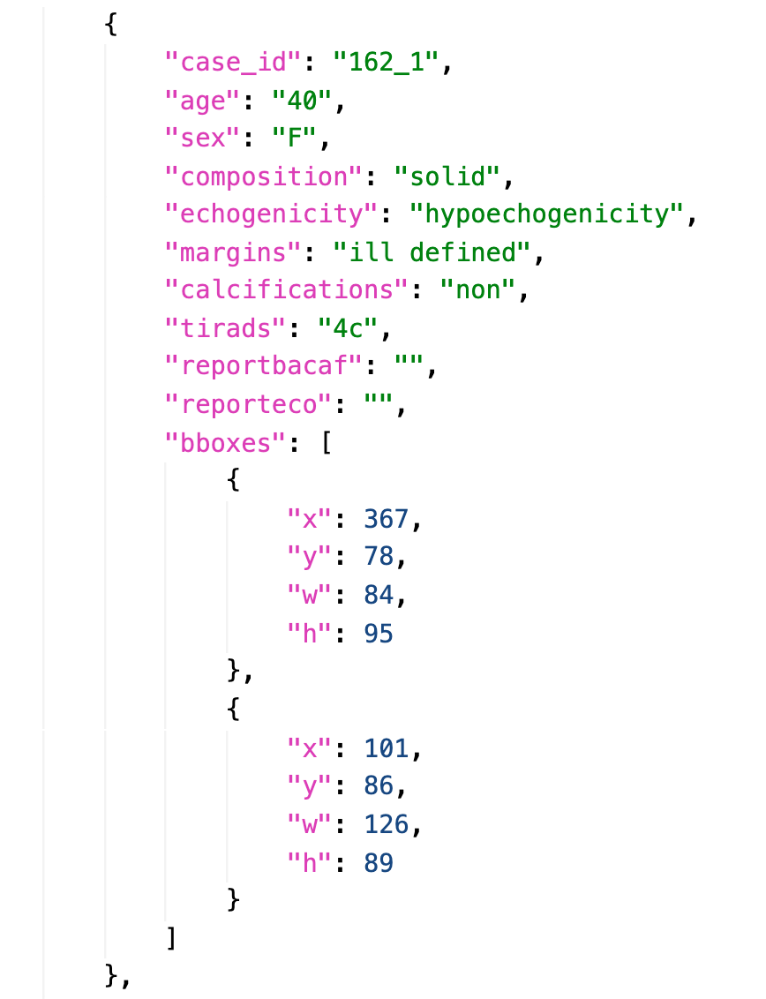 {
"case_id": "162_1",
"age": "40",
"sex": "F",
"composition": "solid",
"echogenicity": "hypoechogenicity",
"margins": "ill defined",
"calcifications": "non",
"tirads": "4c",
"reportbacaf": "",
"reporteco": "",
"bboxes": [
{
"x": 367,
"y": 78,
"w": 84,
"h": 95
},
{
"x": 101,
"y": 86,
"w": 126,
"h": 89
}
]
},